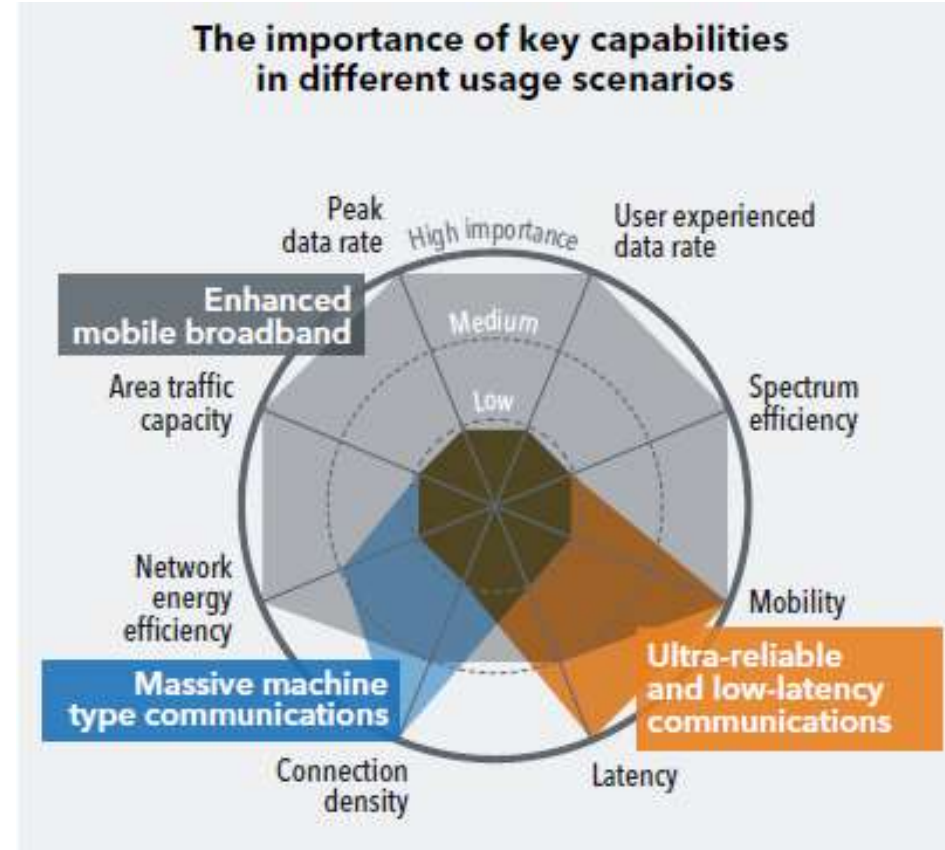 The importance of key capabilities
in different usage scenarios
Peak
data rate
High importance
User experienced
data rate
Enhanced
mobile broadband
Medium
Area traffic
capacity
Low
Spectrum
efficiency
Network
energy
efficiency
Mobility
Massive machine
type communications
Ultra-reliable
and low-latency
communications
Connection
density
Latency